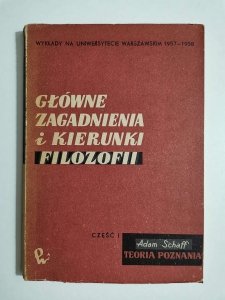 WYKŁADY NA UNIWERSYTECIE WARSZAWSKIM 1957–1958
GŁÓWNE
ZAGADNIENIA
i KIERUNKI
FILOZOFII
CZĘŚĆ I
Adam Schaff
TEORIA POZNANIA